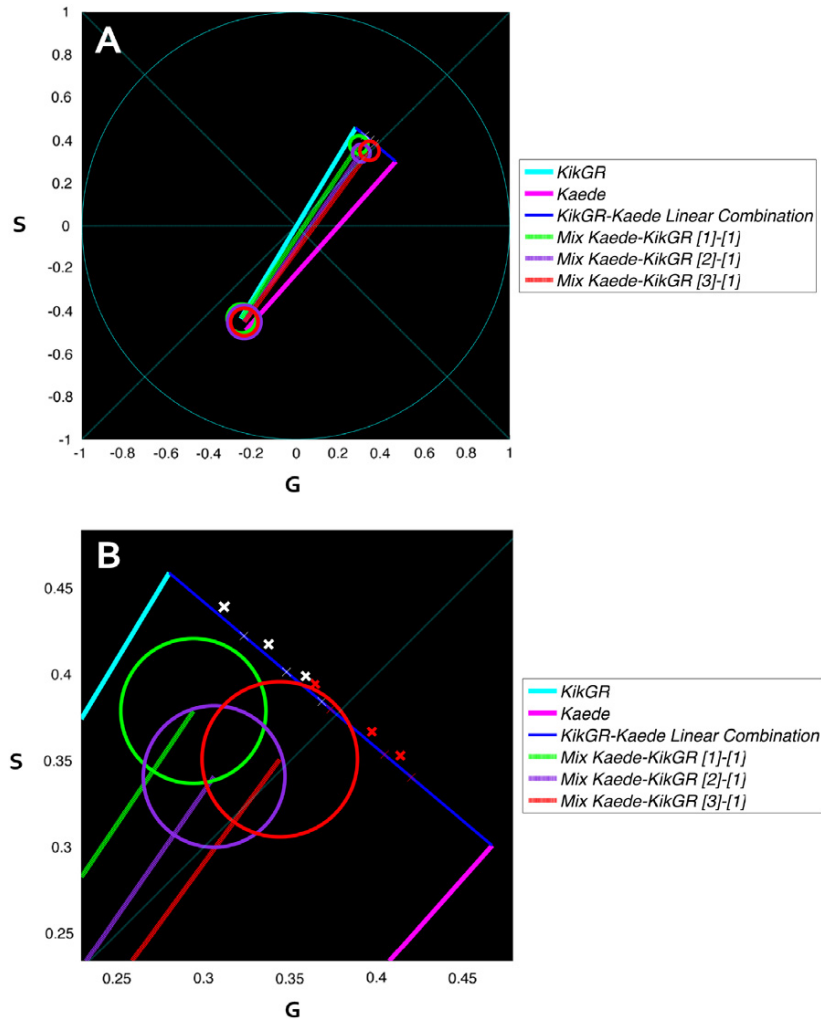 A
1
0.8
0.6
0.4
0.2
S
0
-0.2
-0.4
-0.6
-0.8
-1
-1 -0.8 -0.6 -0.4 -0.2 0 0.2 0.4 0.6 0.8 1
G
KikGR
Kaede
KikGR-Kaede Linear Combination
Mix Kaede-KikGR [1]-[1]
Mix Kaede-KikGR [2]-[1]
Mix Kaede-KikGR [3]-[1]
B
0.45
0.4
0.35
S
0.3
0.25
0.25 0.3 0.35 0.4 0.45
G
KikGR
Kaede
KikGR-Kaede Linear Combination
Mix Kaede-KikGR [1]-[1]
Mix Kaede-KikGR [2]-[1]
Mix Kaede-KikGR [3]-[1]